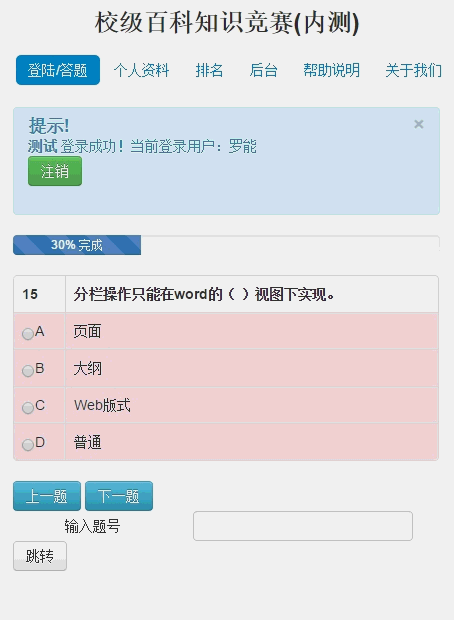 校级百科知识竞赛(内测)
登陆/答题 个人资料 排名 后台 帮助说明 关于我们
提示! ×
测试 登录成功！当前登录用户：罗能
注销
30% 完成
15 分栏操作只能在word的（ ）视图下实现。
A 页面
B 大纲
C Web版式
D 普通
上一题 下一题
输入题号
跳转